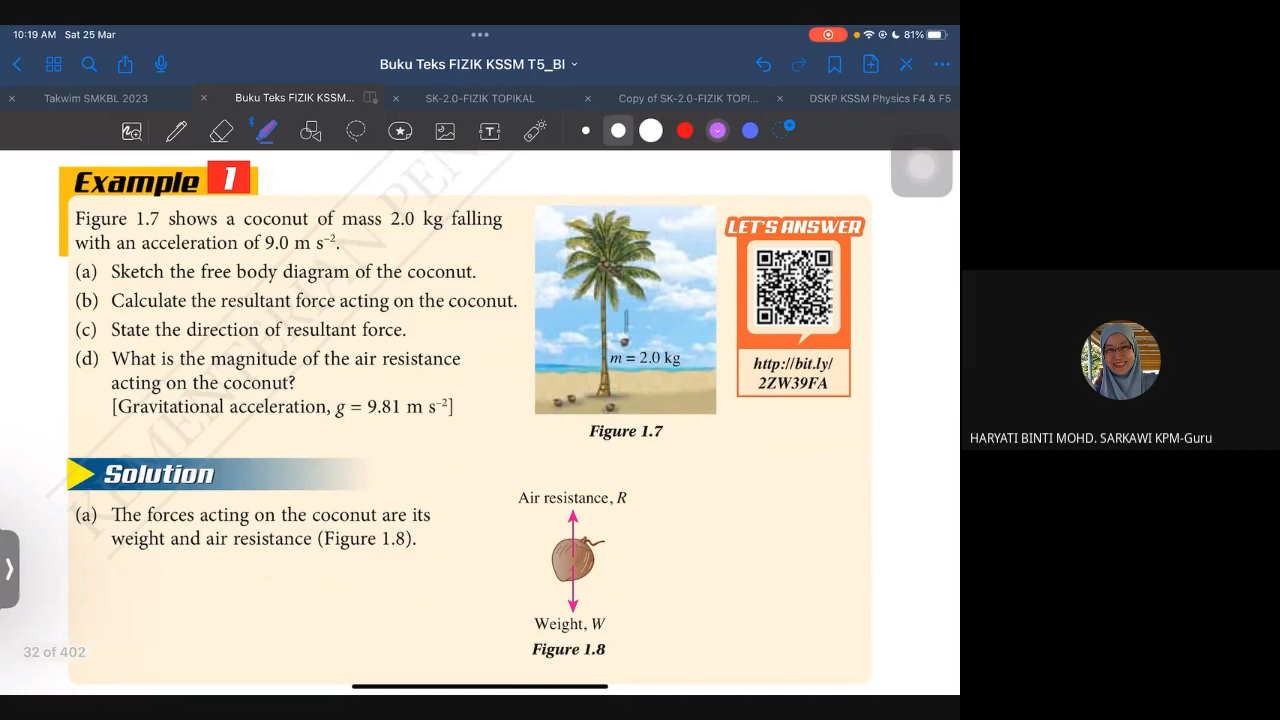 10:19 AM Sat 25 Mar
81%
Buku Teks FIZIK KSSM T5_BI
Takwim SMKBL 2023
Buku Teks FIZIK KSSM...
SK-2.0-FIZIK TOPIKAL
Copy of SK-2.0-FIZIK TOPI...
DSKP KSSM Physics F4 & F5
Example 1
Figure 1.7 shows a coconut of mass 2.0 kg falling
with an acceleration of 9.0 m s⁻².
(a) Sketch the free body diagram of the coconut.
(b) Calculate the resultant force acting on the coconut.
(c) State the direction of resultant force.
(d) What is the magnitude of the air resistance
acting on the coconut?
[Gravitational acceleration, g = 9.81 m s⁻²]
m = 2.0 kg
Figure 1.7
LET'S ANSWER
http://bit.ly/
2ZW39FA
Solution
(a) The forces acting on the coconut are its
weight and air resistance (Figure 1.8).
Air resistance, R
Weight, W
Figure 1.8
32 of 402
KEMENTERIAN PEN
HARYATI BINTI MOHD. SARKAWI KPM-Guru